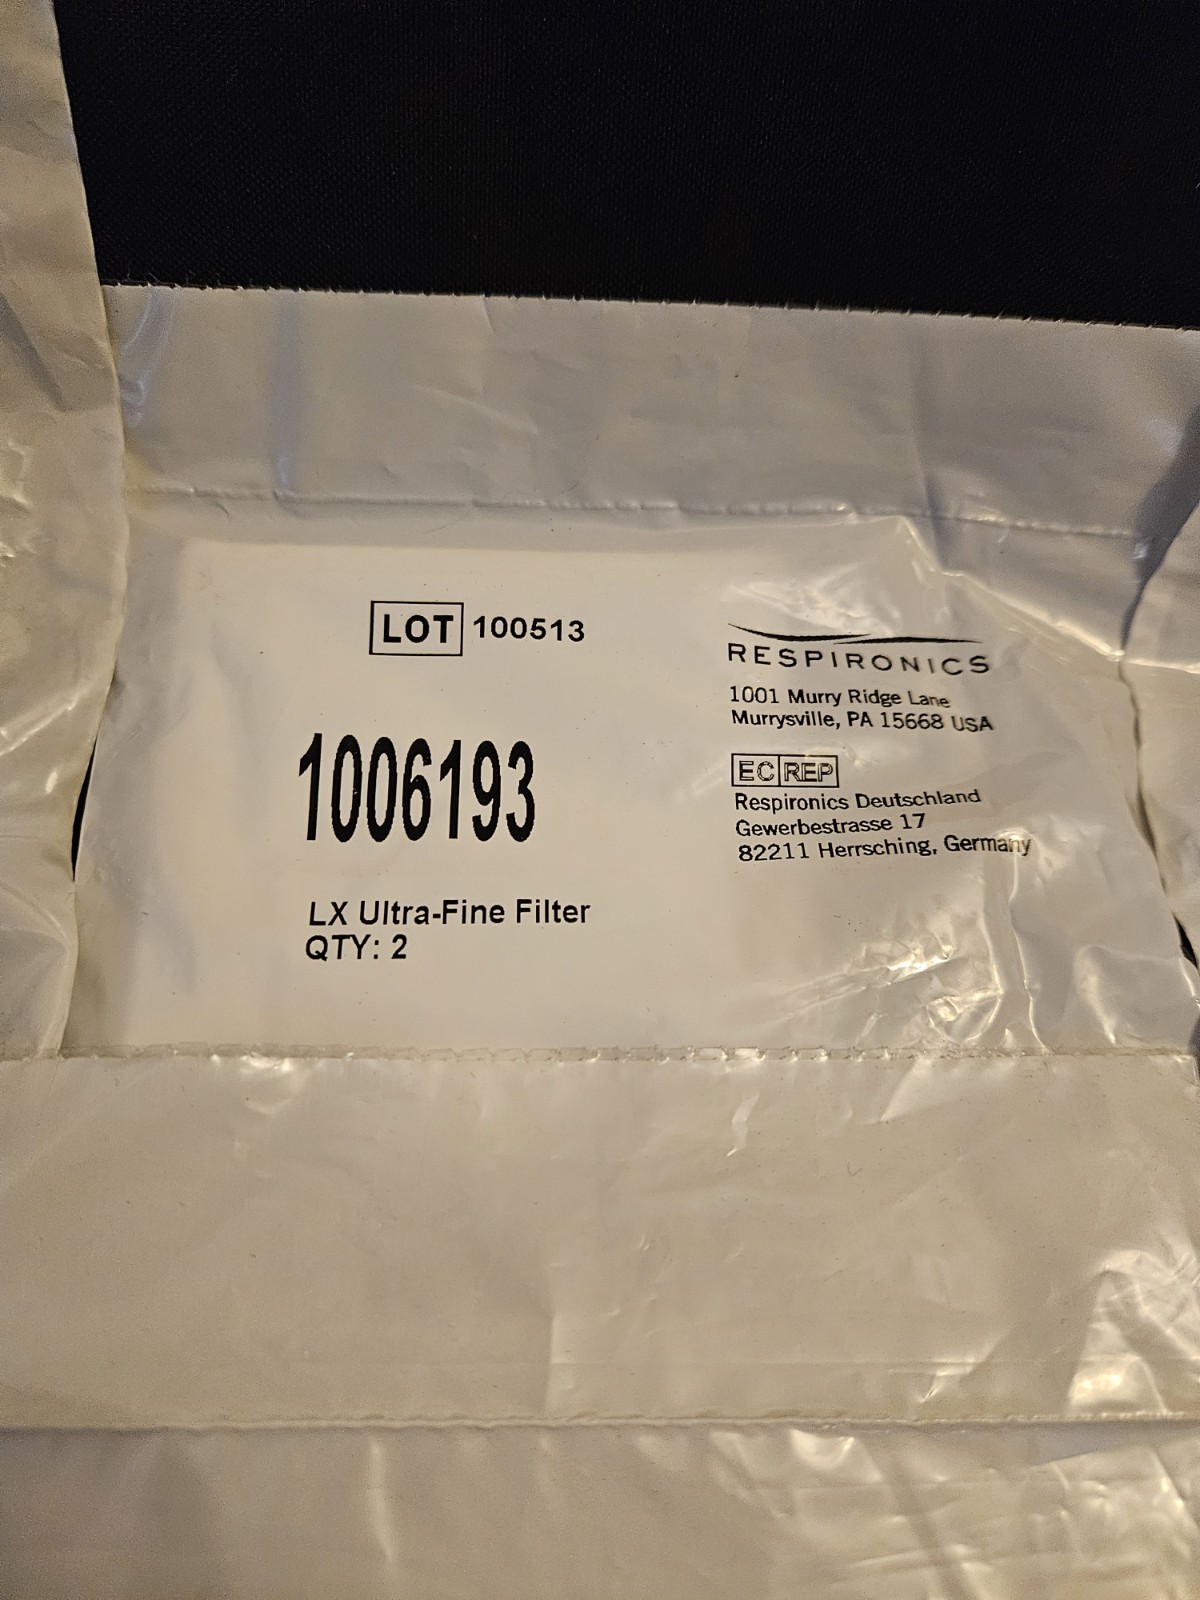 LOT 100513
1006193
LX Ultra-Fine Filter
QTY: 2
RESPIRONICS
1001 Murry Ridge Lane
Murrysville, PA 15668 USA
EC REP
Respironics Deutschland
Gewerbestrasse 17
82211 Herrsching, Germany